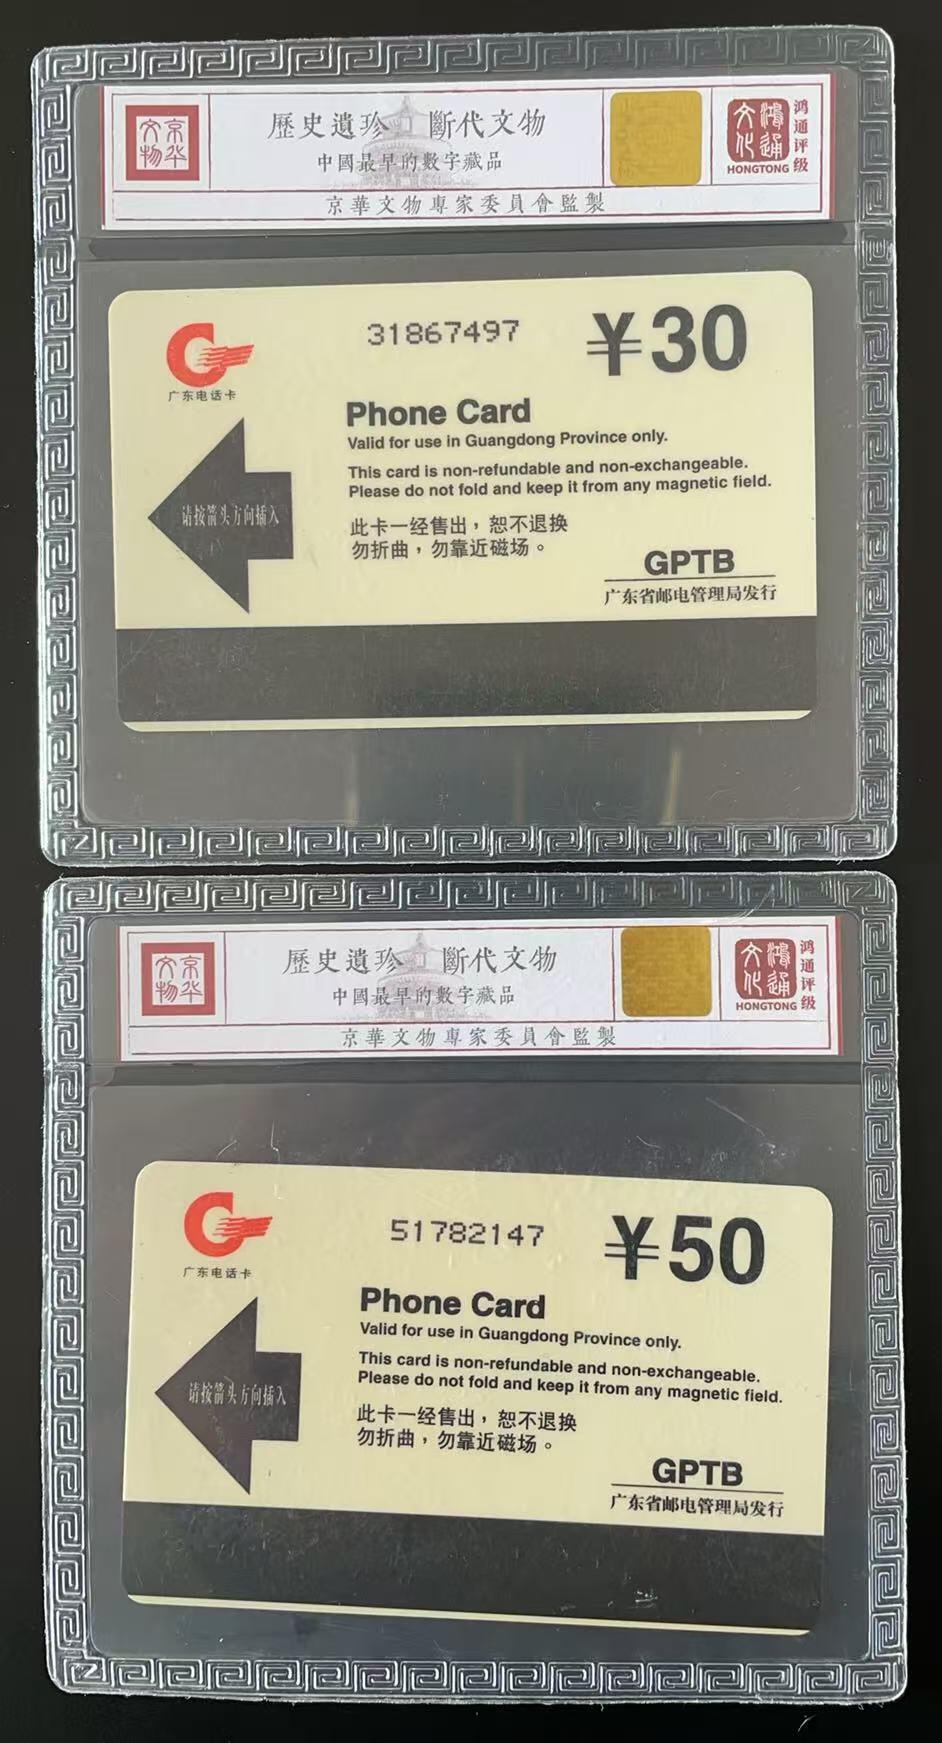 京华文物
歷史遺珍 斷代文物
中國最早的數字藏品
京華文物專家委員會監製
鴻通文化
HONGTONG
鸿通评级
31867497
¥30
广东电话卡
Phone Card
Valid for use in Guangdong Province only.
This card is non-refundable and non-exchangeable.
Please do not fold and keep it from any magnetic field.
请按箭头方向插入
此卡一经售出，恕不退换
勿折曲，勿靠近磁场。
GPTB
广东省邮电管理局发行
京华文物
歷史遺珍 斷代文物
中國最早的數字藏品
京華文物專家委員會監製
鴻通文化
HONGTONG
鸿通评级
51782147
¥50
广东电话卡
Phone Card
Valid for use in Guangdong Province only.
This card is non-refundable and non-exchangeable.
Please do not fold and keep it from any magnetic field.
请按箭头方向插入
此卡一经售出，恕不退换
勿折曲，勿靠近磁场。
GPTB
广东省邮电管理局发行